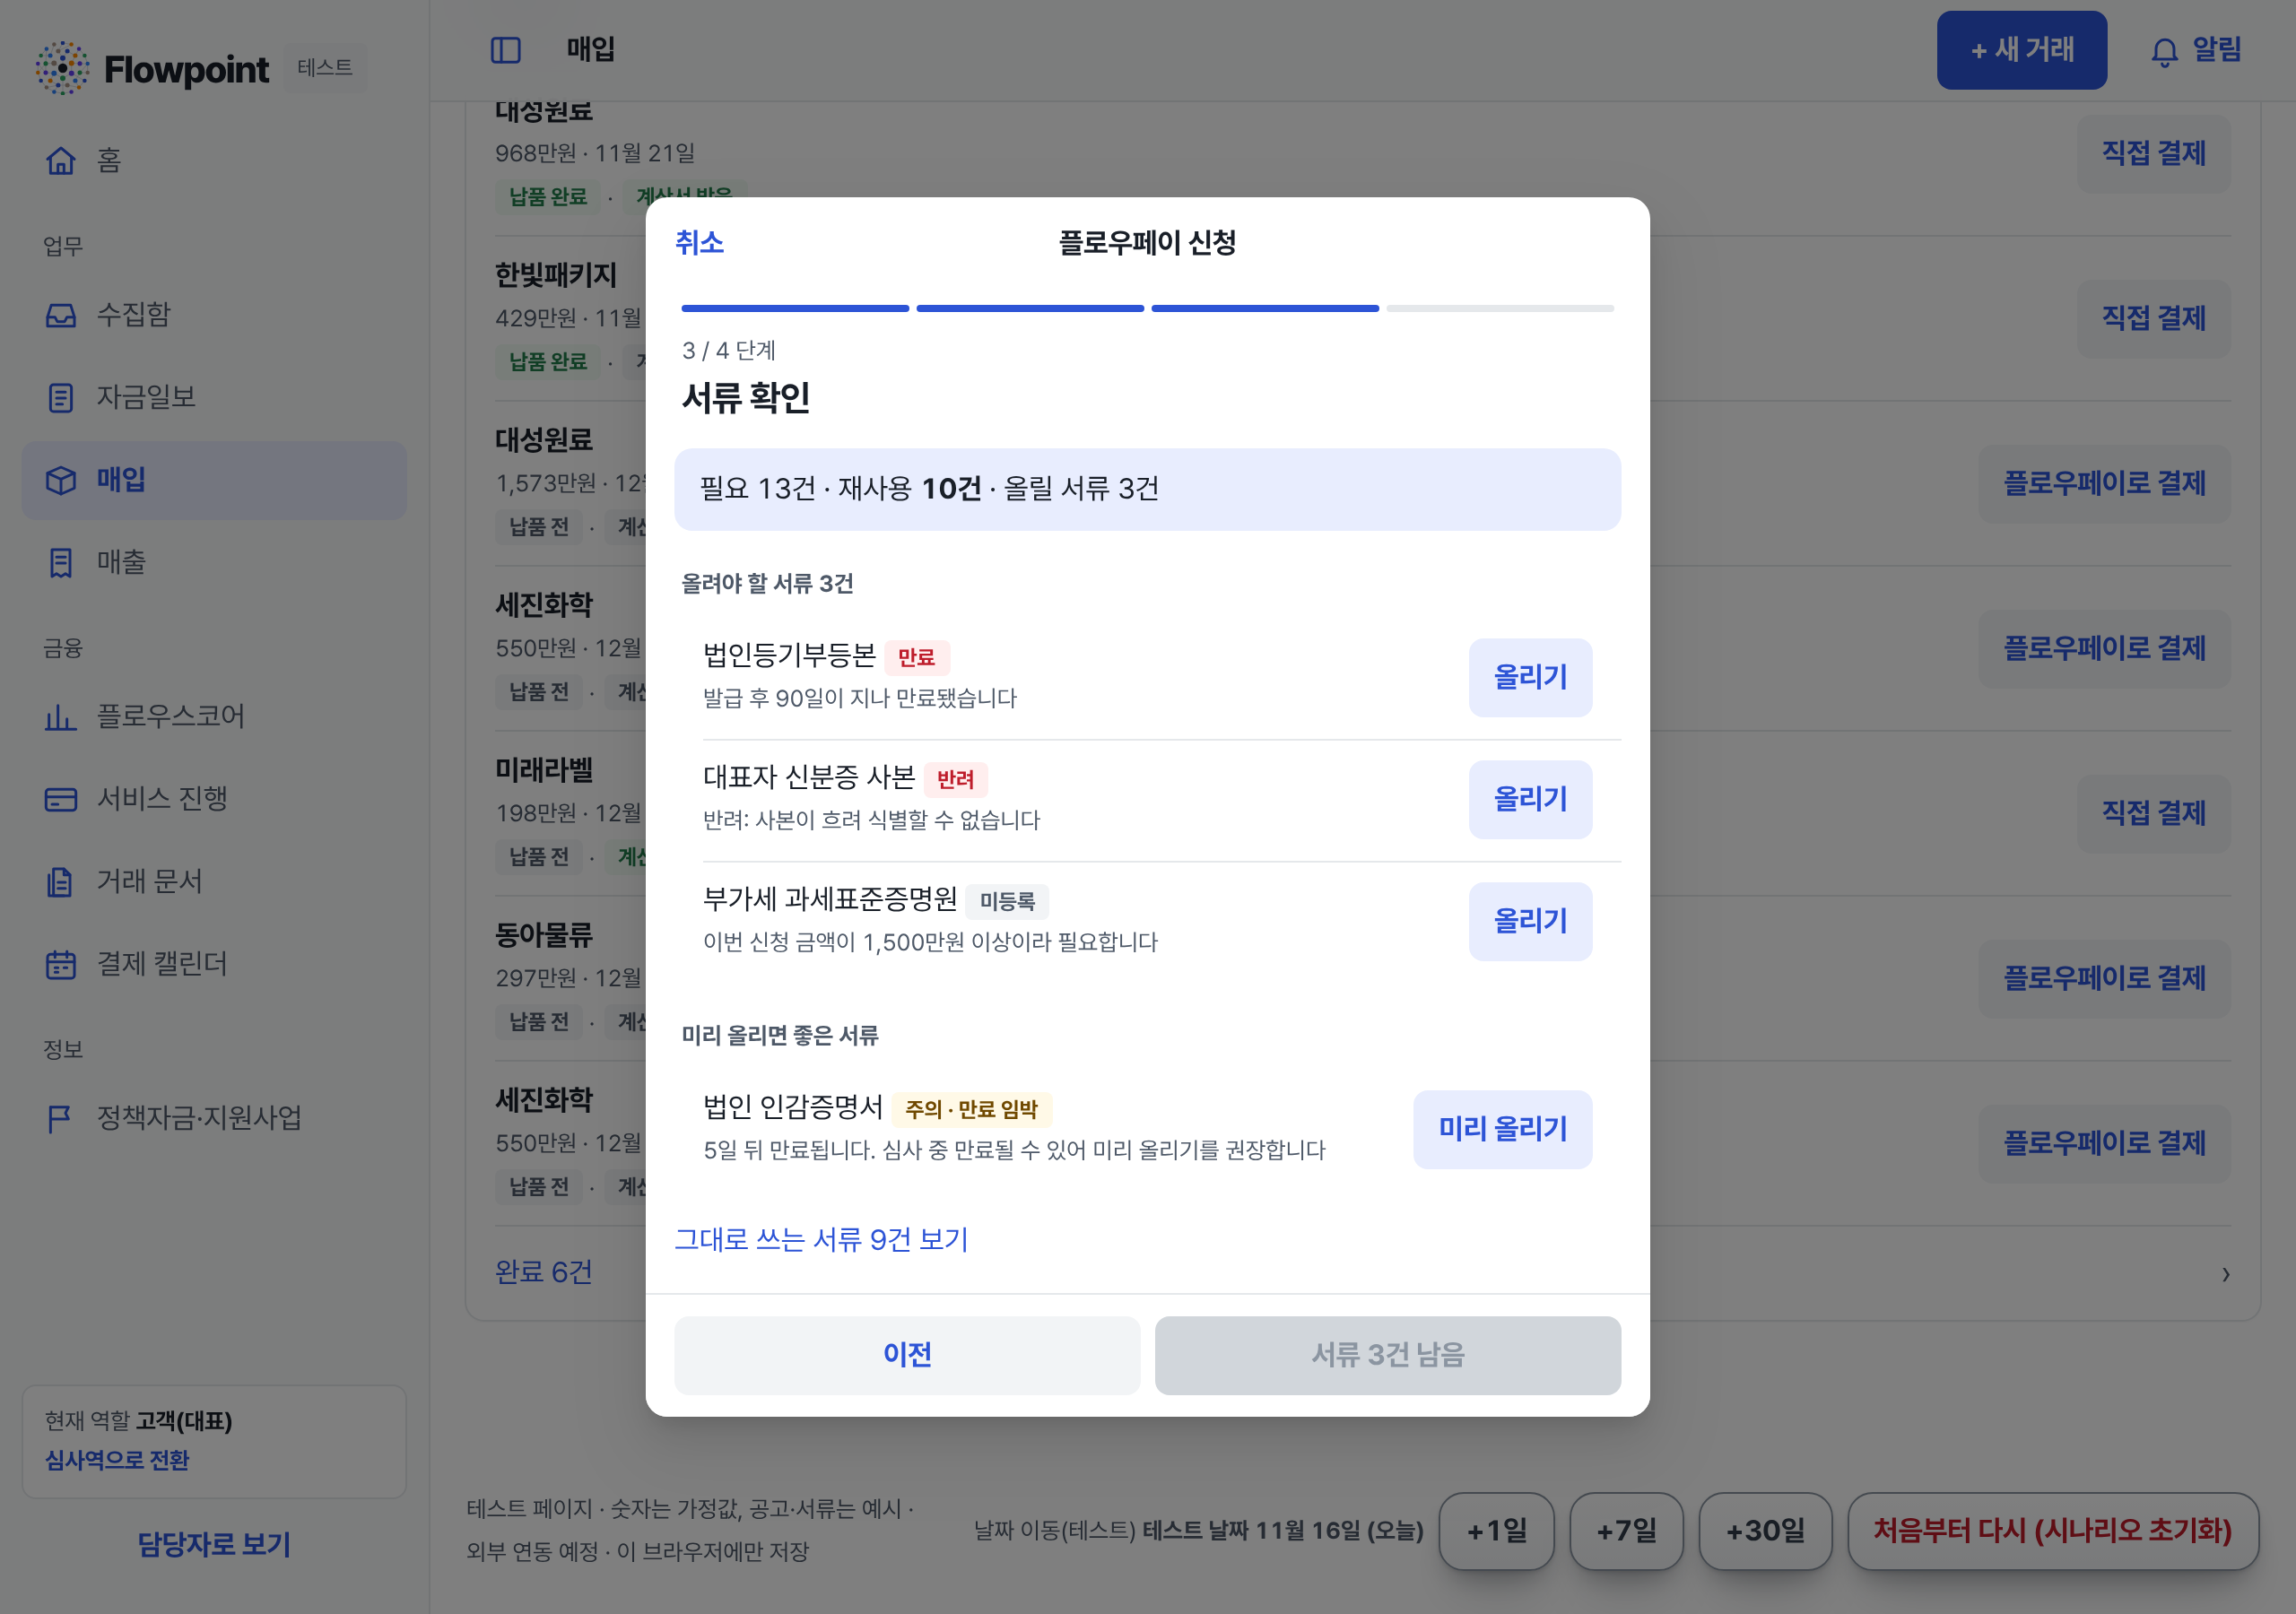 Flowpoint 테스트
홈
업무
수집함
자금일보
매입
매출
금융
플로우스코어
서비스 진행
거래 문서
결제 캘린더
정보
정책자금·지원사업
현재 역할 고객(대표)
심사역으로 전환
담당자로 보기
매입
+ 새 거래
알림
대성원료
968만원 · 11월 21일
납품 완료 · 계산서 받음
직접 결제
한빛패키지
429만원 · 11월
납품 완료 ·
직접 결제
대성원료
1,573만원 · 12
납품 전 ·
플로우페이로 결제
세진화학
550만원 · 12월
납품 전 ·
플로우페이로 결제
미래라벨
198만원 · 12월
납품 전 ·
직접 결제
동아물류
297만원 · 12월
납품 전 ·
플로우페이로 결제
세진화학
550만원 · 12월
납품 전 ·
플로우페이로 결제
완료 6건
›
취소
플로우페이 신청
3 / 4 단계
서류 확인
필요 13건 · 재사용 10건 · 올릴 서류 3건
올려야 할 서류 3건
법인등기부등본 만료
발급 후 90일이 지나 만료됐습니다
올리기
대표자 신분증 사본 반려
반려: 사본이 흐려 식별할 수 없습니다
올리기
부가세 과세표준증명원 미등록
이번 신청 금액이 1,500만원 이상이라 필요합니다
올리기
미리 올리면 좋은 서류
법인 인감증명서 주의 · 만료 임박
5일 뒤 만료됩니다. 심사 중 만료될 수 있어 미리 올리기를 권장합니다
미리 올리기
그대로 쓰는 서류 9건 보기
이전
서류 3건 남음
테스트 페이지 · 숫자는 가정값, 공고·서류는 예시 ·
외부 연동 예정 · 이 브라우저에만 저장
날짜 이동(테스트) 테스트 날짜 11월 16일 (오늘)
+1일
+7일
+30일
처음부터 다시 (시나리오 초기화)